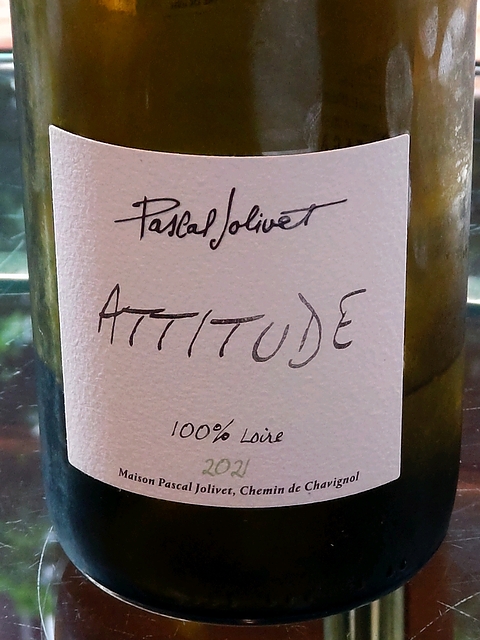 Pascal Jolivet
ATTITUDE
100% Loire
2021
Maison Pascal Jolivet, Chemin de Chavignol